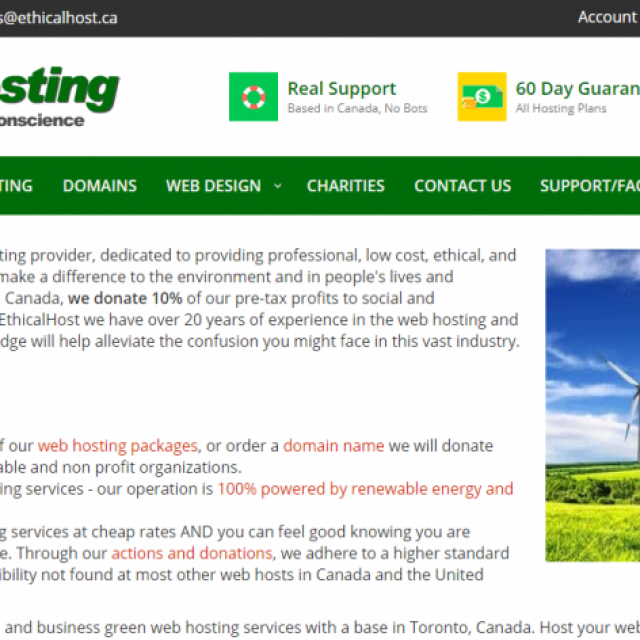 s@ethicalhost.ca
Account
sting
onscience
Real Support
Based in Canada, No Bots
60 Day Guaran
All Hosting Plans
TING DOMAINS WEB DESIGN CHARITIES CONTACT US SUPPORT/FAQ
ting provider, dedicated to providing professional, low cost, ethical, and
make a difference to the environment and in people's lives and
Canada, we donate 10% of our pre-tax profits to social and
EthicalHost we have over 20 years of experience in the web hosting and
dge will help alleviate the confusion you might face in this vast industry.
f our web hosting packages, or order a domain name we will donate
able and non profit organizations.
ing services - our operation is 100% powered by renewable energy and
g services at cheap rates AND you can feel good knowing you are
e. Through our actions and donations, we adhere to a higher standard
ibility not found at most other web hosts in Canada and the United
and business green web hosting services with a base in Toronto, Canada. Host your web